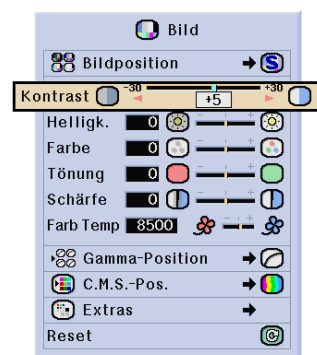 Bild
Bildposition S
Kontrast -30 +5 +30
Helligk. 0
Farbe 0
Tönung 0
Schärfe 0
Farb Temp 8500
Gamma-Position
C.M.S.-Pos.
Extras
Reset